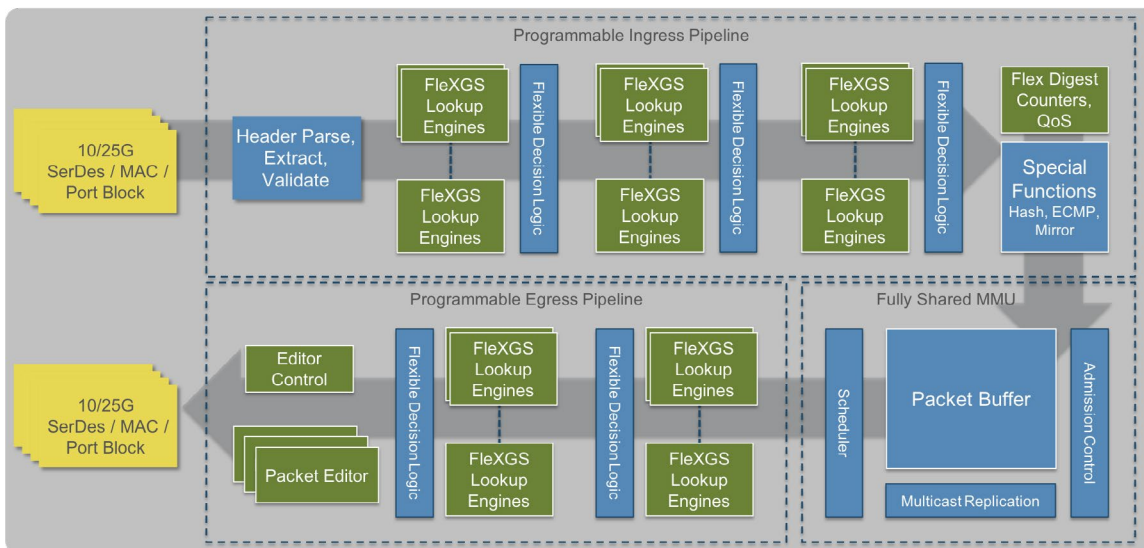 Programmable Ingress Pipeline
10/25G
SerDes / MAC /
Port Block
Header Parse,
Extract,
Validate
FleXGS
Lookup
Engines
FleXGS
Lookup
Engines
Flexible Decision Logic
FleXGS
Lookup
Engines
FleXGS
Lookup
Engines
Flexible Decision Logic
FleXGS
Lookup
Engines
FleXGS
Lookup
Engines
Flexible Decision Logic
Flex Digest
Counters,
QoS
Special
Functions
Hash, ECMP,
Mirror
Programmable Egress Pipeline
10/25G
SerDes / MAC /
Port Block
Editor
Control
Packet Editor
Flexible Decision Logic
FleXGS
Lookup
Engines
FleXGS
Lookup
Engines
Flexible Decision Logic
FleXGS
Lookup
Engines
FleXGS
Lookup
Engines
Fully Shared MMU
Scheduler
Packet Buffer
Multicast Replication
Admission Control